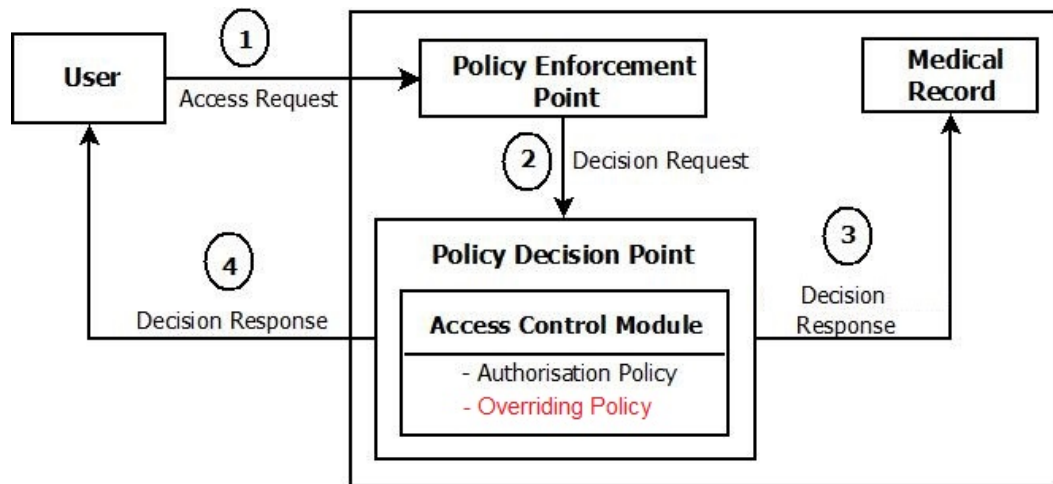 1
User
Access Request
Policy Enforcement
Point
Medical
Record
2
Decision Request
Policy Decision Point
Access Control Module
- Authorisation Policy
- Overriding Policy
3
Decision
Response
4
Decision Response